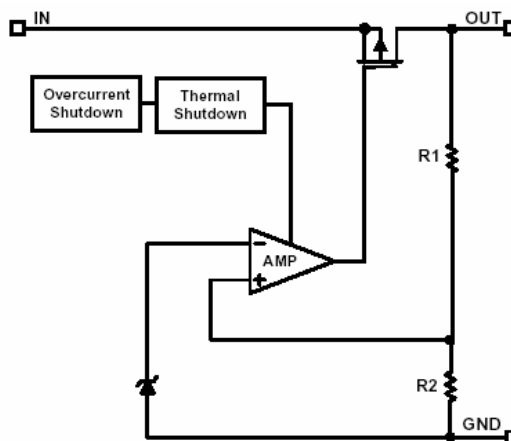 IN
OUT
Overcurrent
Shutdown
Thermal
Shutdown
R1
−
AMP
+
R2
GND